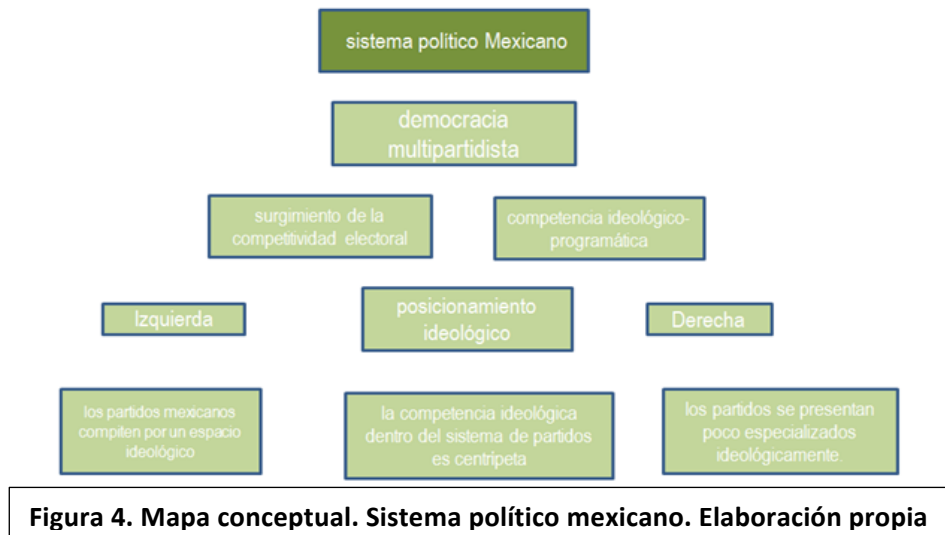 sistema político Mexicano
democracia
multipartidista
surgimiento de la
competitividad electoral
competencia ideológico-
programática
Izquierda
posicionamiento
ideológico
Derecha
los partidos mexicanos
compiten por un espacio
ideológico
la competencia ideológica
dentro del sistema de partidos
es centrípeta
los partidos se presentan
poco especializados
ideológicamente.
Figura 4. Mapa conceptual. Sistema político mexicano. Elaboración propia